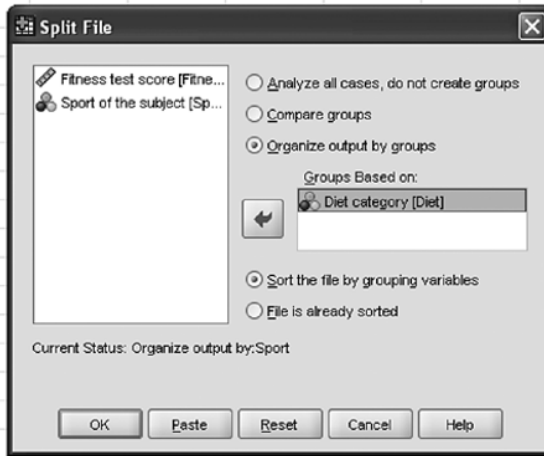 Split File
Fitness test score [Fitne...
Sport of the subject [Sp...
Analyze all cases, do not create groups
Compare groups
Organize output by groups
Groups Based on:
Diet category [Diet]
Sort the file by grouping variables
File is already sorted
Current Status: Organize output by:Sport
OK
Paste
Reset
Cancel
Help